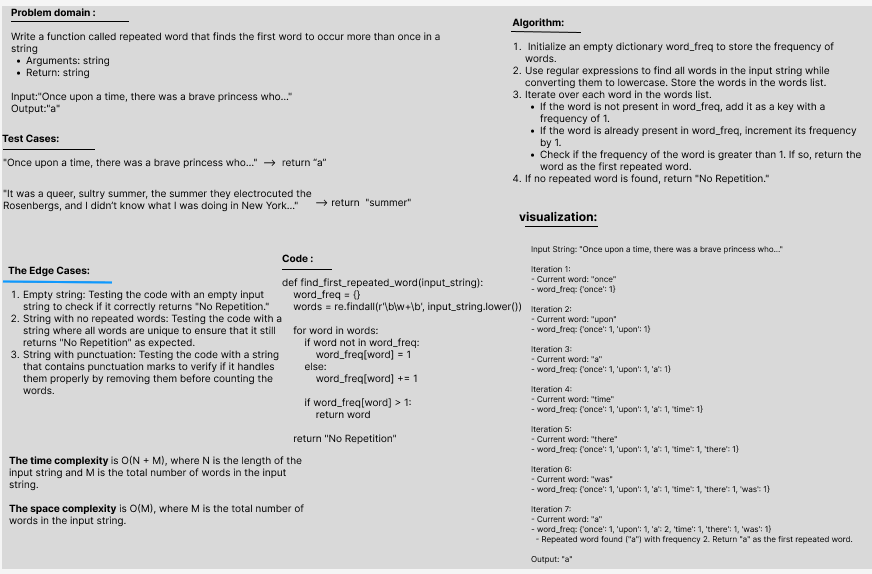 Problem domain :
Write a function called repeated word that finds the first word to occur more than once in a
string
• Arguments: string
• Return: string
Input:"Once upon a time, there was a brave princess who..."
Output:"a"
Test Cases:
"Once upon a time, there was a brave princess who..." → return "a"
"It was a queer, sultry summer, the summer they electrocuted the
Rosenbergs, and I didn't know what I was doing in New York..." → return "summer"
The Edge Cases:
1. Empty string: Testing the code with an empty input
string to check if it correctly returns "No Repetition."
2. String with no repeated words: Testing the code with a
string where all words are unique to ensure that it still
returns "No Repetition" as expected.
3. String with punctuation: Testing the code with a string
that contains punctuation marks to verify if it handles
them properly by removing them before counting the
words.
The time complexity is O(N + M), where N is the length of the
input string and M is the total number of words in the input
string.
The space complexity is O(M), where M is the total number of
words in the input string.
Code :
def find_first_repeated_word(input_string):
word_freq = {}
words = re.findall(r'\b\w+\b', input_string.lower())
for word in words:
if word not in word_freq:
word_freq[word] = 1
else:
word_freq[word] += 1
if word_freq[word] > 1:
return word
return "No Repetition"
Algorithm:
1. Initialize an empty dictionary word_freq to store the frequency of
words.
2. Use regular expressions to find all words in the input string while
converting them to lowercase. Store the words in the words list.
3. Iterate over each word in the words list.
• If the word is not present in word_freq, add it as a key with a
frequency of 1.
• If the word is already present in word_freq, increment its frequency
by 1.
• Check if the frequency of the word is greater than 1. If so, return the
word as the first repeated word.
4. If no repeated word is found, return "No Repetition."
visualization:
Input String: "Once upon a time, there was a brave princess who..."
Iteration 1:
- Current word: "once"
- word_freq: {'once': 1}
Iteration 2:
- Current word: "upon"
- word_freq: {'once': 1, 'upon': 1}
Iteration 3:
- Current word: "a"
- word_freq: {'once': 1, 'upon': 1, 'a': 1}
Iteration 4:
- Current word: "time"
- word_freq: {'once': 1, 'upon': 1, 'a': 1, 'time': 1}
Iteration 5:
- Current word: "there"
- word_freq: {'once': 1, 'upon': 1, 'a': 1, 'time': 1, 'there': 1}
Iteration 6:
- Current word: "was"
- word_freq: {'once': 1, 'upon': 1, 'a': 1, 'time': 1, 'there': 1, 'was': 1}
Iteration 7:
- Current word: "a"
- word_freq: {'once': 1, 'upon': 1, 'a': 2, 'time': 1, 'there': 1, 'was': 1}
- Repeated word found ("a") with frequency 2. Return "a" as the first repeated word.
Output: "a"